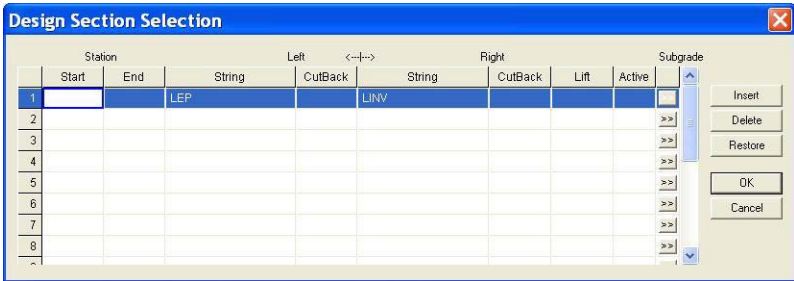 Design Section Selection
Station Left <---|---> Right Subgrade
Start End String CutBack String CutBack Lift Active
1 LEP LINV >>
2 >>
3 >>
4 >>
5 >>
6 >>
7 >>
8 >>
Insert
Delete
Restore
OK
Cancel